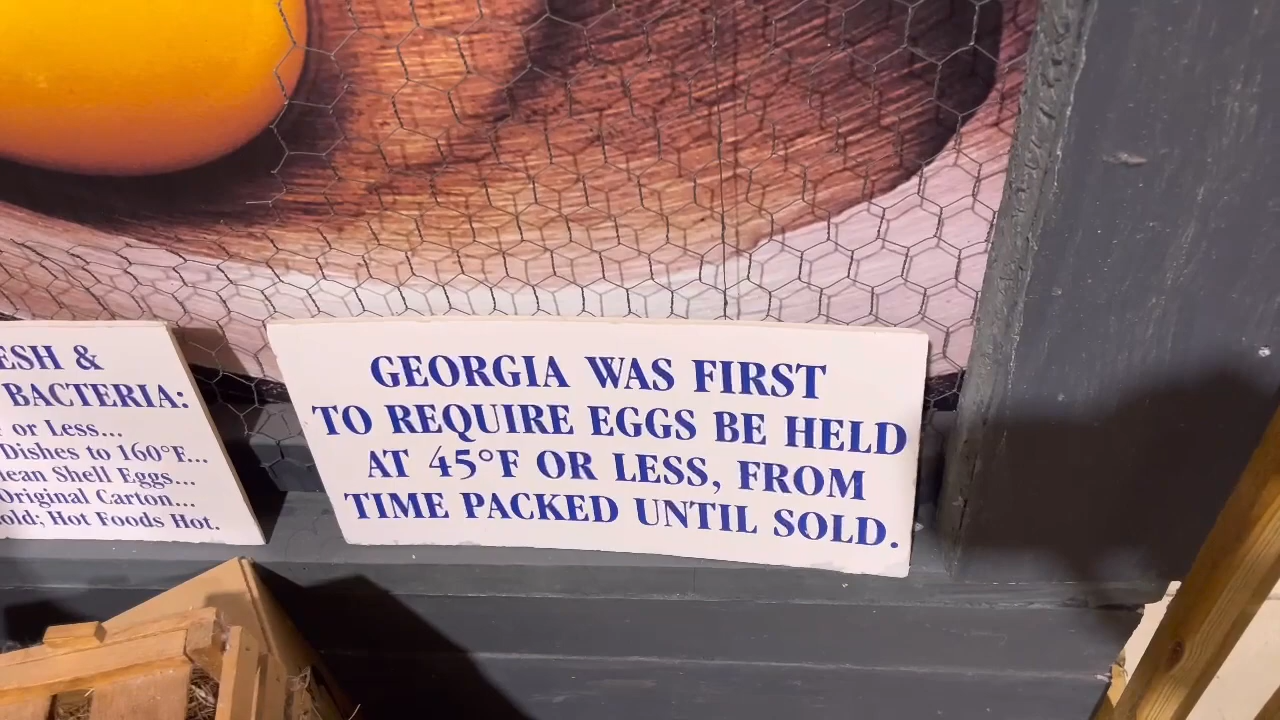 ESH &
BACTERIA:
or Less...
Dishes to 160°F...
lean Shell Eggs...
Original Carton...
old; Hot Foods Hot.
GEORGIA WAS FIRST
TO REQUIRE EGGS BE HELD
AT 45°F OR LESS, FROM
TIME PACKED UNTIL SOLD.